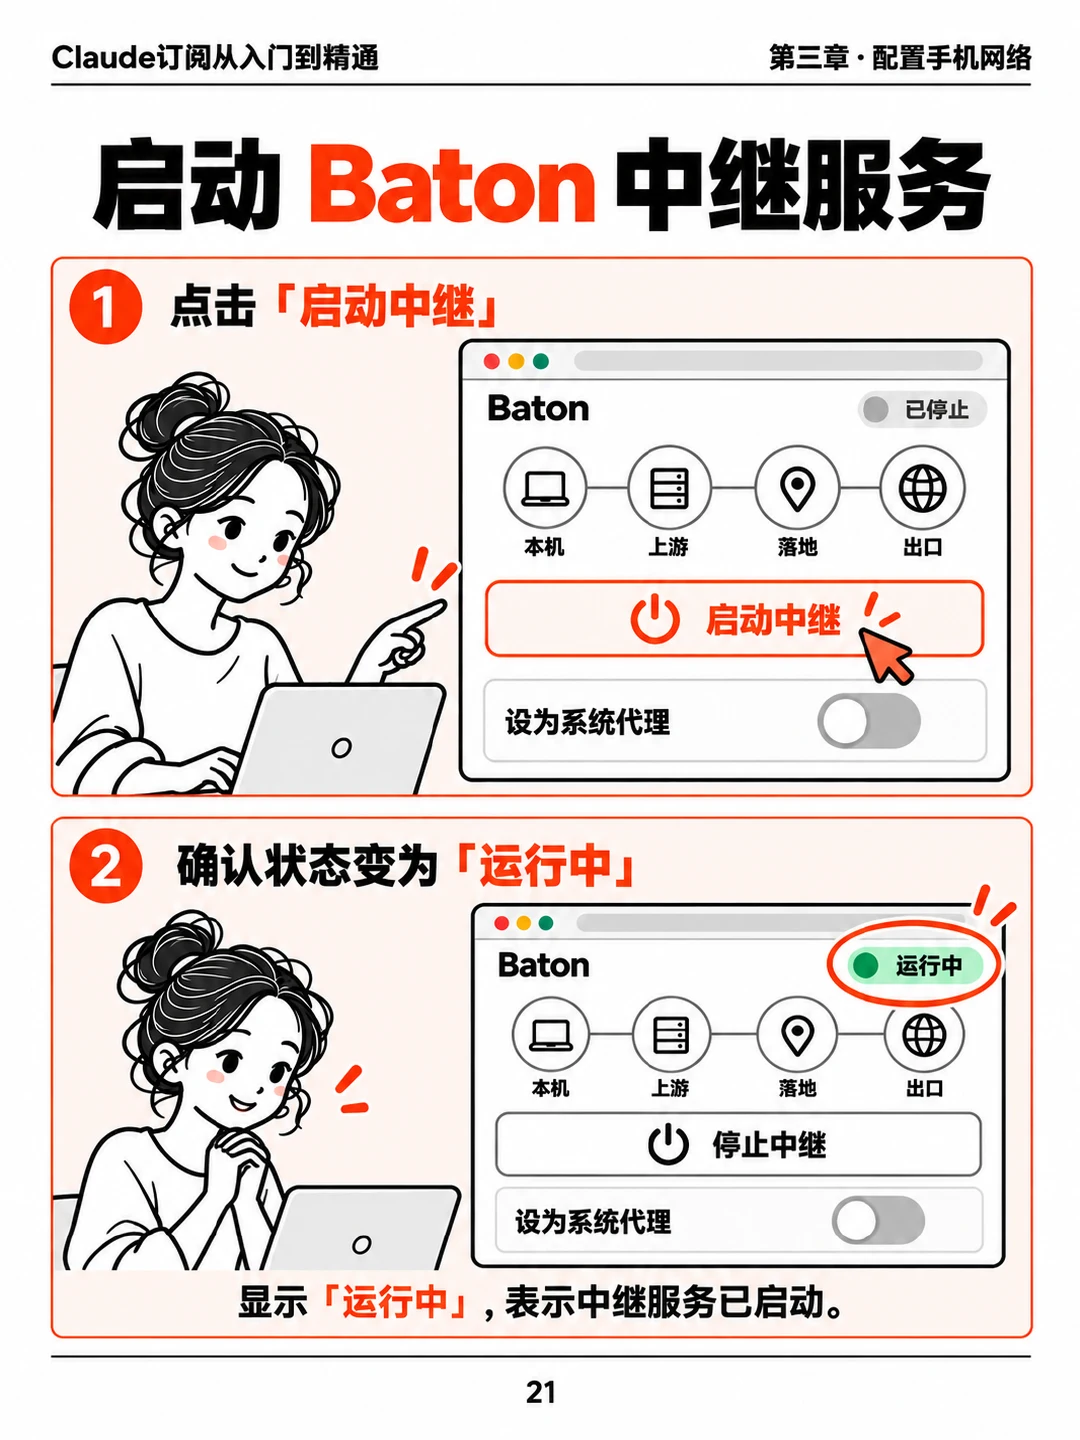 Claude订阅从入门到精通
第三章·配置手机网络
启动 Baton 中继服务
1 点击「启动中继」
Baton
已停止
本机 上游 落地 出口
启动中继
设为系统代理
2 确认状态变为「运行中」
Baton
运行中
本机 上游 落地 出口
停止中继
设为系统代理
显示「运行中」, 表示中继服务已启动。
21